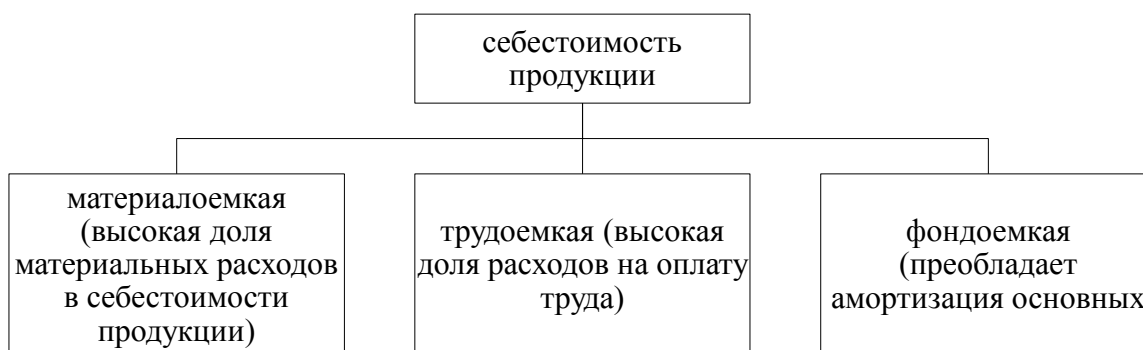 себестоимость
продукции
материалоемкая
(высокая доля
материальных расходов
в себестоимости
продукции)
трудоемкая (высокая
доля расходов на оплату
труда)
фондоемкая
(преобладает
амортизация основных